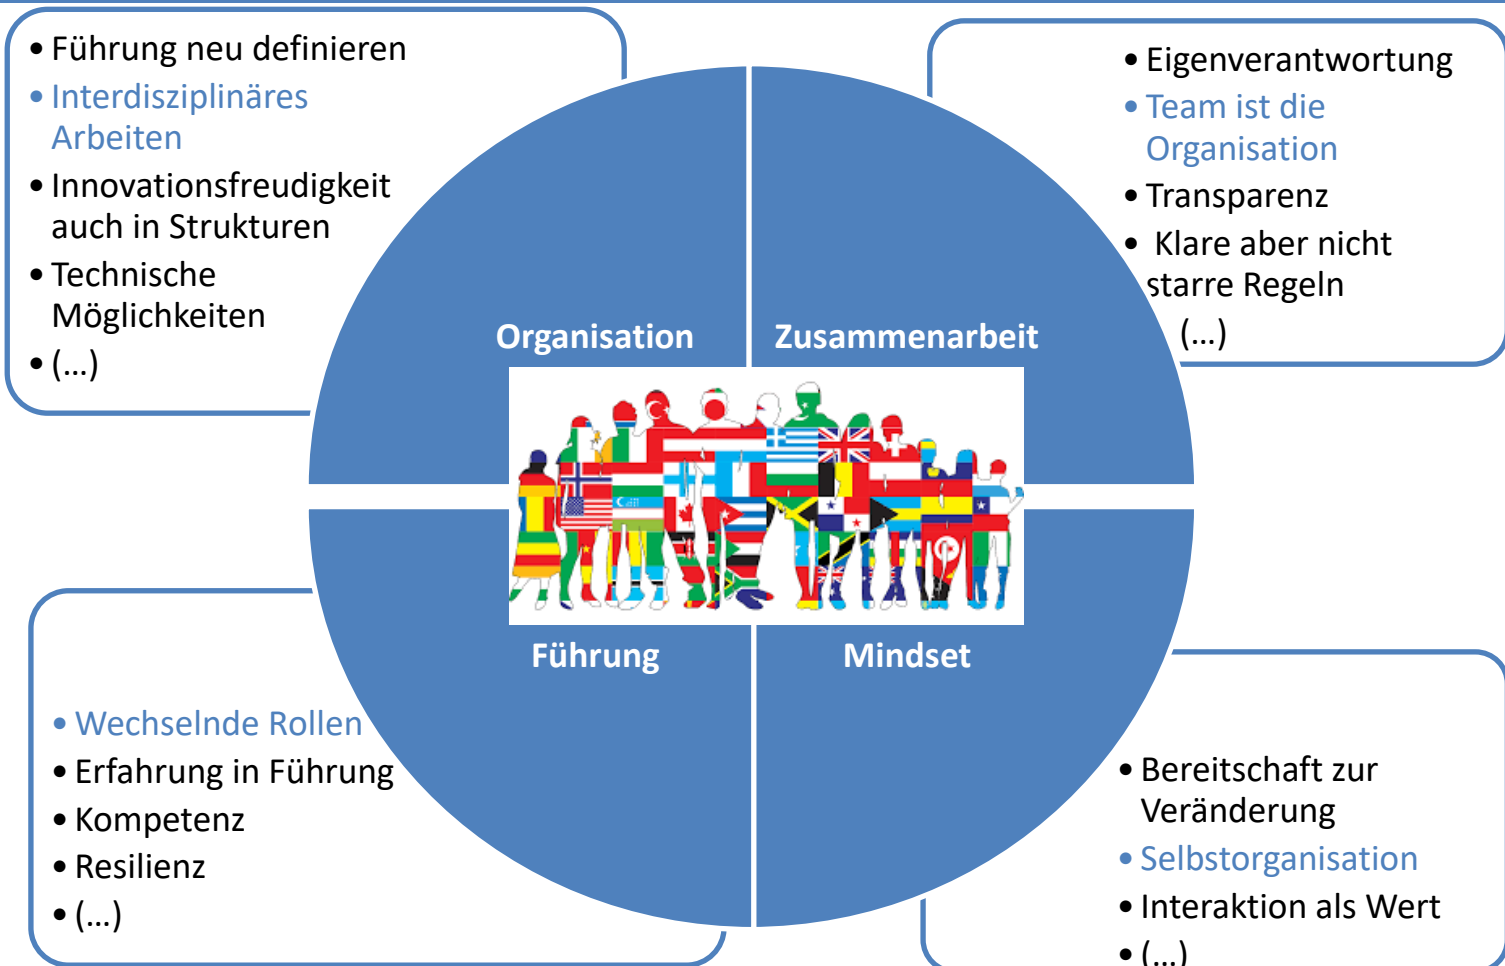 • Führung neu definieren
• Interdisziplinäres
Arbeiten
• Innovationsfreudigkeit
auch in Strukturen
• Technische
Möglichkeiten
• (...)
• Eigenverantwortung
• Team ist die
Organisation
• Transparenz
• Klare aber nicht
starre Regeln
(...)
Organisation
Zusammenarbeit
Führung
Mindset
• Wechselnde Rollen
• Erfahrung in Führung
• Kompetenz
• Resilienz
• (...)
• Bereitschaft zur
Veränderung
• Selbstorganisation
• Interaktion als Wert
• (...)